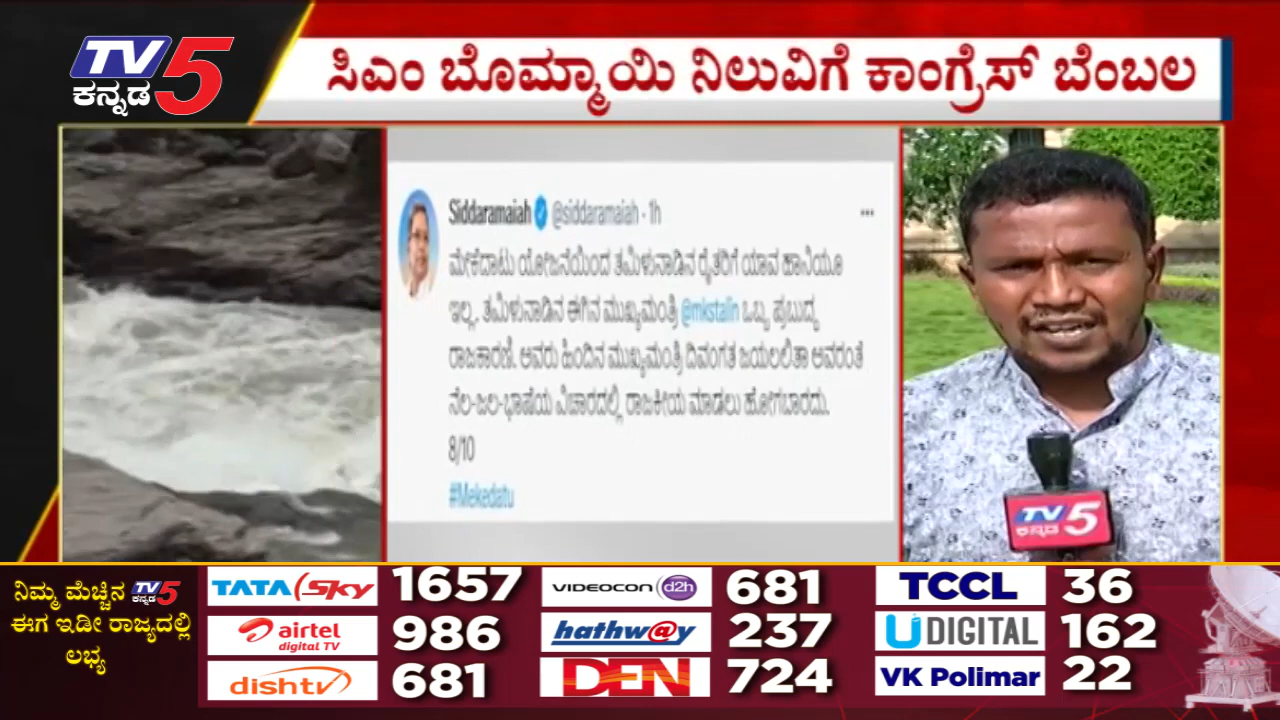 TV5
ಕನ್ನಡ
ಸಿಎಂ ಬೊಮ್ಮಾಯಿ ನಿಲುವಿಗೆ ಕಾಂಗ್ರೆಸ್ ಬೆಂಬಲ
Siddaramaiah @siddaramaiah · 1h
ಮೇಕೆದಾಟು ಯೋಜನೆಯಿಂದ ತಮಿಳುನಾಡಿನ ರೈತರಿಗೆ ಯಾವ ಹಾನಿಯೂ
ಇಲ್ಲ. ತಮಿಳುನಾಡಿನ ಈಗಿನ ಮುಖ್ಯಮಂತ್ರಿ @mkstalin ಒಬ್ಬ ಪ್ರಬುದ್ಧ
ರಾಜಕಾರಣಿ. ಅವರು ಹಿಂದಿನ ಮುಖ್ಯಮಂತ್ರಿ ದಿವಂಗತ ಜಯಲಲಿತಾ ಅವರಂತೆ
ನೆಲ-ಜಲ-ಭಾಷೆಯ ವಿಚಾರದಲ್ಲಿ ರಾಜಕೀಯ ಮಾಡಲು ಹೋಗಬಾರದು.
8/10
#Mekedatu
TV5
ಕನ್ನಡ
ನಿಮ್ಮ ಮೆಚ್ಚಿನ TV5 ಕನ್ನಡ
ಈಗ ಇಡೀ ರಾಜ್ಯದಲ್ಲಿ
ಲಭ್ಯ
TATA Sky 1657
airtel digital TV 986
dishtv 681
VIDEOCON d2h 681
hathw@y 237
DEN 724
TCCL 36
U DIGITAL 162
VK Polimar 22